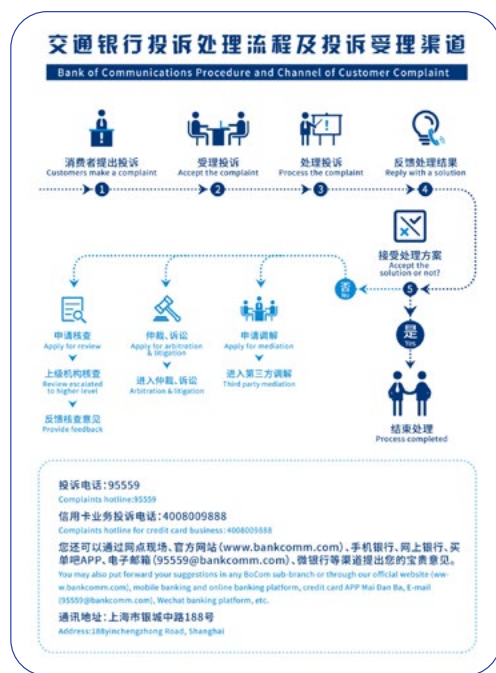 交通银行投诉处理流程及投诉受理渠道
Bank of Communications Procedure and Channel of Customer Complaint
消费者提出投诉
Customers make a complaint
1
受理投诉
Accept the complaint
2
处理投诉
Process the complaint
3
反馈处理结果
Reply with a solution
4
接受处理方案
Accept the
solution or not?
5
否
No
是
Yes
结束处理
Process completed
申请核查
Apply for review
上级机构核查
Review escalated
to higher level
反馈核查意见
Provide feedback
仲裁、诉讼
Apply for arbitration
& litigation
进入仲裁、诉讼
Arbitration & litigation
申请调解
Apply for mediation
进入第三方调解
Third party mediation
投诉电话:95559
Complaints hotline:95559
信用卡业务投诉电话:4008009888
Complaints hotline for credit card business: 4008009888
您还可以通过网点现场、官方网站(www.bankcomm.com)、手机银行、网上银行、买
单吧APP、电子邮箱(95559@bankcomm.com)、微银行等渠道提出您的宝贵意见。
You may also put forward your suggestions in any BoCom sub-branch or through our official website (ww-
w.bankcomm.com), mobile banking and online banking platform, credit card APP Mai Dan Ba, E-mail
(95559@bankcomm.com), Wechat banking platform, etc.
通讯地址:上海市银城中路188号
Address:188yinchengzhong Road, Shanghai